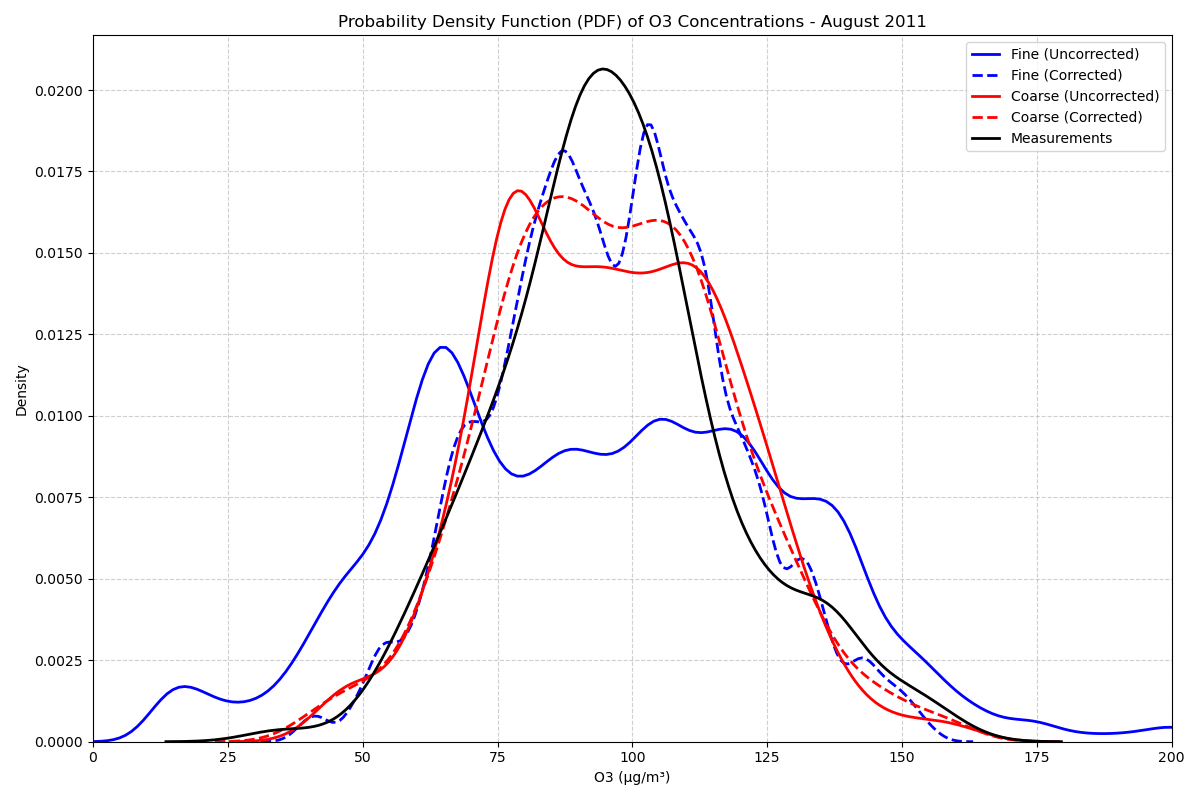 Probability Density Function (PDF) of O3 Concentrations - August 2011
Fine (Uncorrected)
Fine (Corrected)
Coarse (Uncorrected)
Coarse (Corrected)
Measurements
Density
0.0200
0.0175
0.0150
0.0125
0.0100
0.0075
0.0050
0.0025
0.0000
0 25 50 75 100 125 150 175 200
O3 (μg/m³)